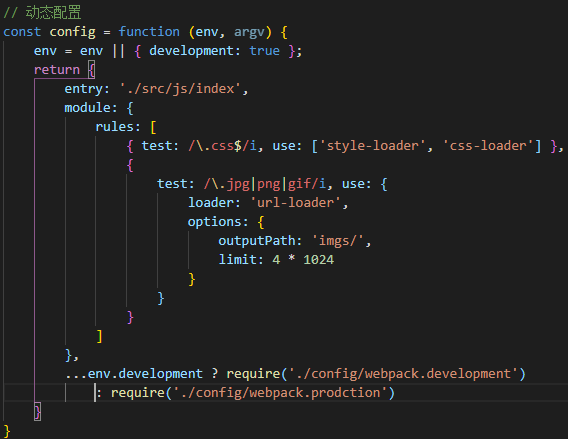 // 动态配置
const config = function (env, argv) {
    env = env || { development: true };
    return {
        entry: './src/js/index',
        module: {
            rules: [
                { test: /\.css$/i, use: ['style-loader', 'css-loader'] },
                {
                    test: /\.jpg|png|gif/i, use: {
                        loader: 'url-loader',
                        options: {
                            outputPath: 'imgs/',
                            limit: 4 * 1024
                        }
                    }
                }
            ]
        },
        ...env.development ? require('./config/webpack.development')
            : require('./config/webpack.prodction')
    }
}